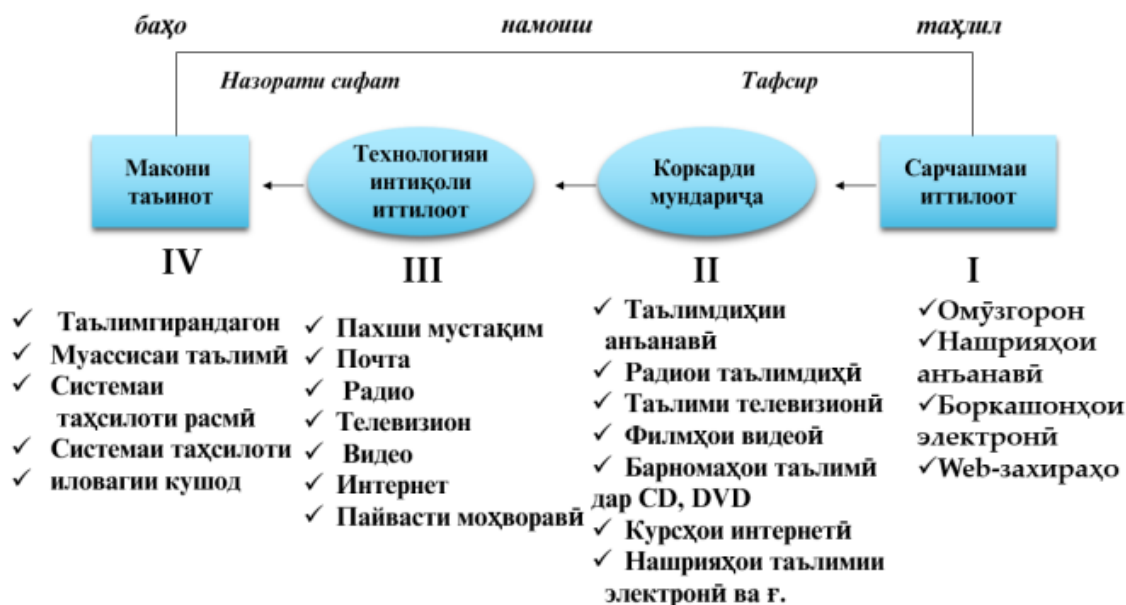 баҳо намоиш таҳлил
Назорати сифат Тафсир
Макони
таъинот
Технологияи
интиқоли
иттилоот
Коркарди
мундариҷа
Сарчашмаи
иттилоот
IV
III
II
I
✓ Таълимгирандагон
✓ Муассисаи таълимӣ
✓ Системаи
таҳсилоти расмӣ
✓ Системаи таҳсилоти
✓ иловагии кушод
✓ Пахши мустақим
✓ Почта
✓ Радио
✓ Телевизион
✓ Видео
✓ Интернет
✓ Пайвасти моҳворавӣ
✓ Таълимдиҳии
анъанавӣ
✓ Радиои таълимдиҳӣ
✓ Таълими телевизионӣ
✓ Филмҳои видеоӣ
✓ Барномаҳои таълимӣ
дар CD, DVD
✓ Курсҳои интернетӣ
✓ Нашрияҳои таълимии
электронӣ ва ғ.
✓Омӯзгорон
✓Нашрияҳои
анъанавӣ
✓Боркашонҳои
электронӣ
✓Web-захираҳо